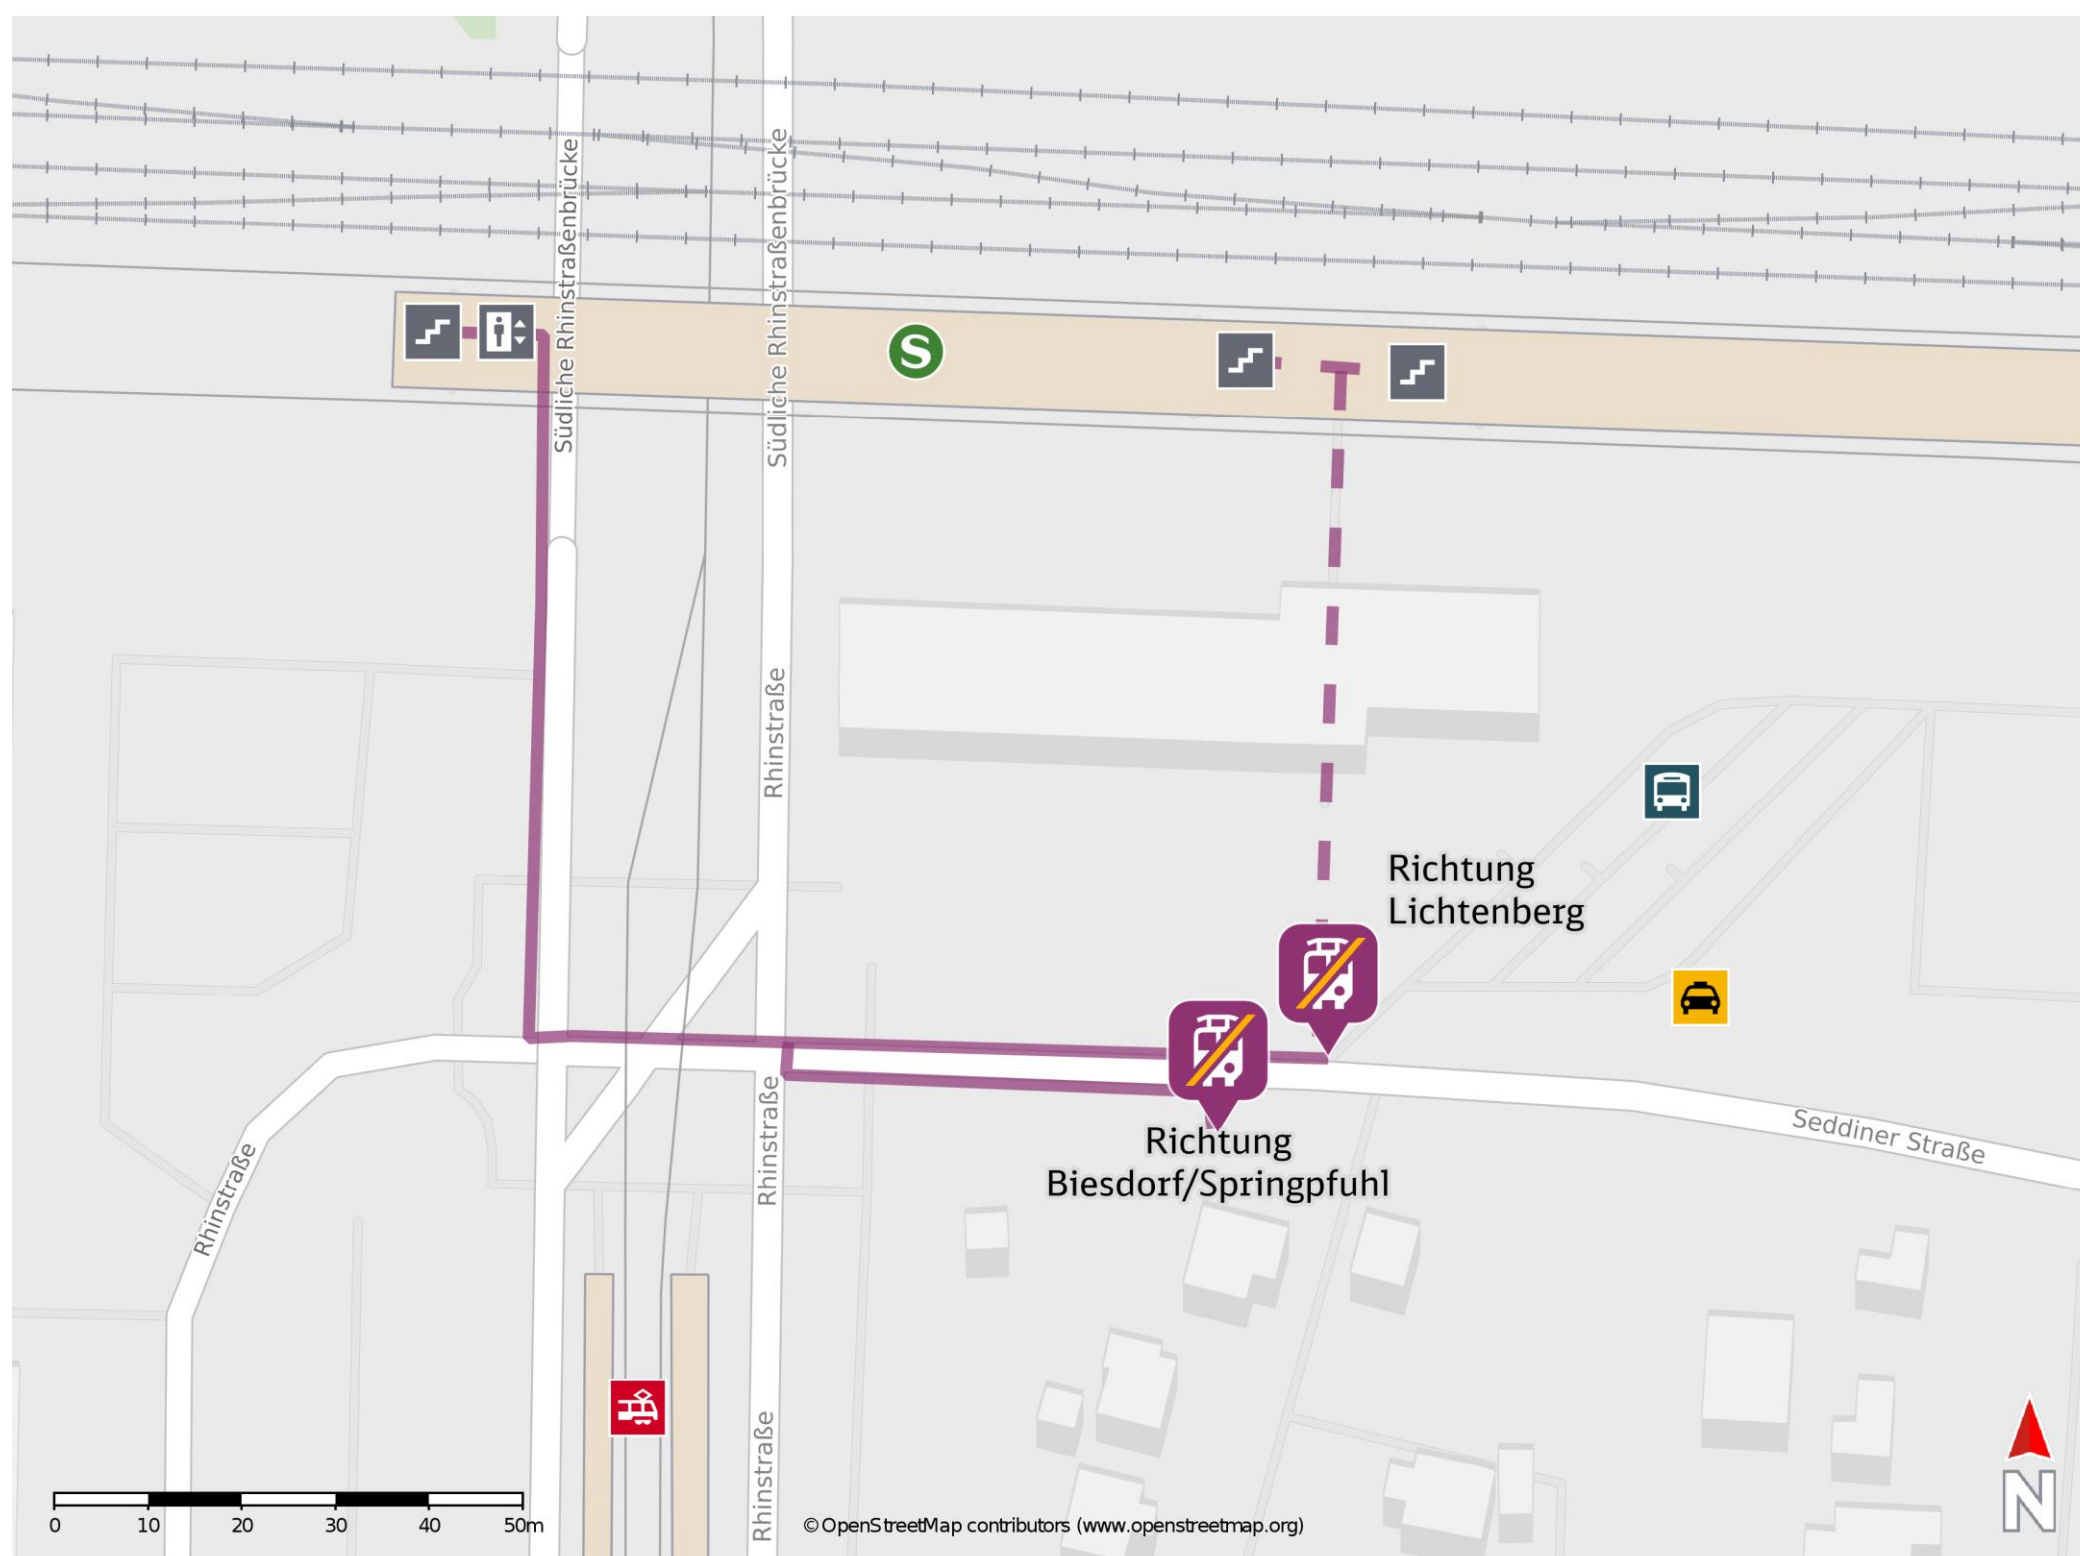 Südliche Rhinstraßenbrücke
Südliche Rhinstraßenbrücke
S
Rhinstraße
Richtung
Lichtenberg
Rhinstraße
Rhinstraße
Seddiner Straße
Richtung
Biesdorf/Springpfuhl
Rhinstraße
N
0 10 20 30 40 50m
©OpenStreetMap contributors (www.openstreetmap.org)